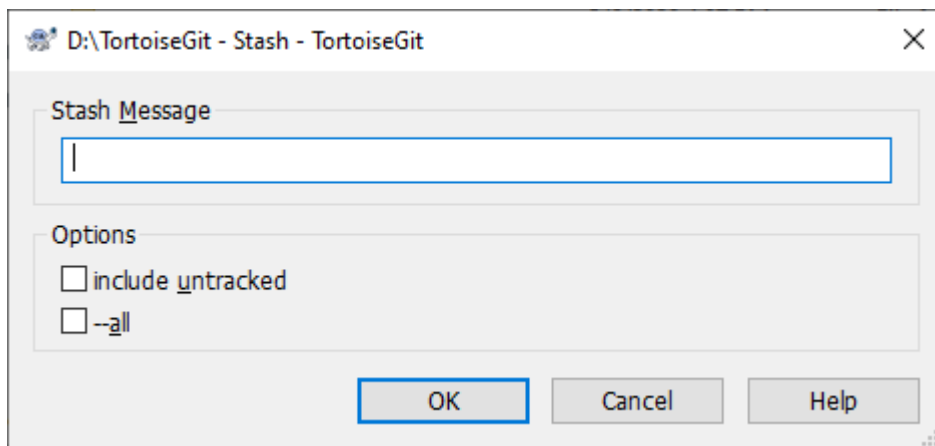 D:\TortoiseGit - Stash - TortoiseGit
Stash Message
Options
include untracked
--all
OK Cancel Help